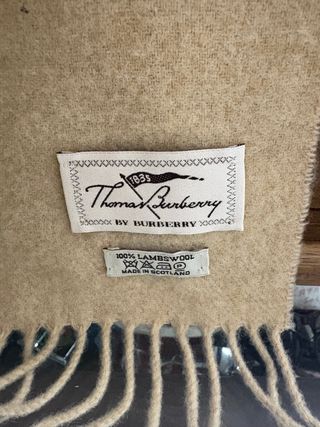 1835
Thomas Burberry
BY BURBERRY
100% LAMBSWOOL
P
MADE IN SCOTLAND